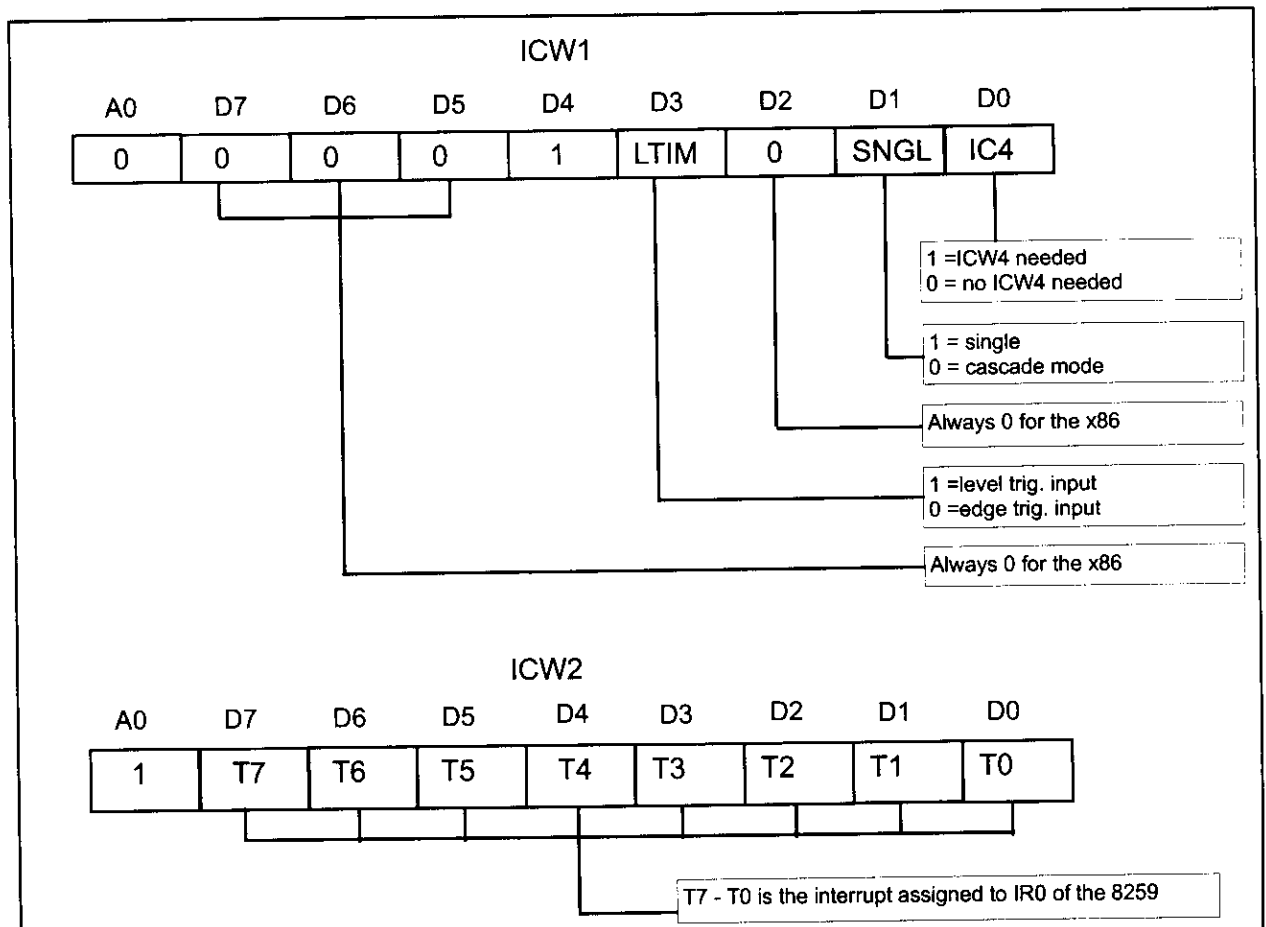 ICW1
A0 D7 D6 D5 D4 D3 D2 D1 D0
0 0 0 0 1 LTIM 0 SNGL IC4
1 =ICW4 needed
0 = no ICW4 needed
1 = single
0 = cascade mode
Always 0 for the x86
1 =level trig. input
0 =edge trig. input
Always 0 for the x86
ICW2
A0 D7 D6 D5 D4 D3 D2 D1 D0
1 T7 T6 T5 T4 T3 T2 T1 T0
T7 - T0 is the interrupt assigned to IR0 of the 8259